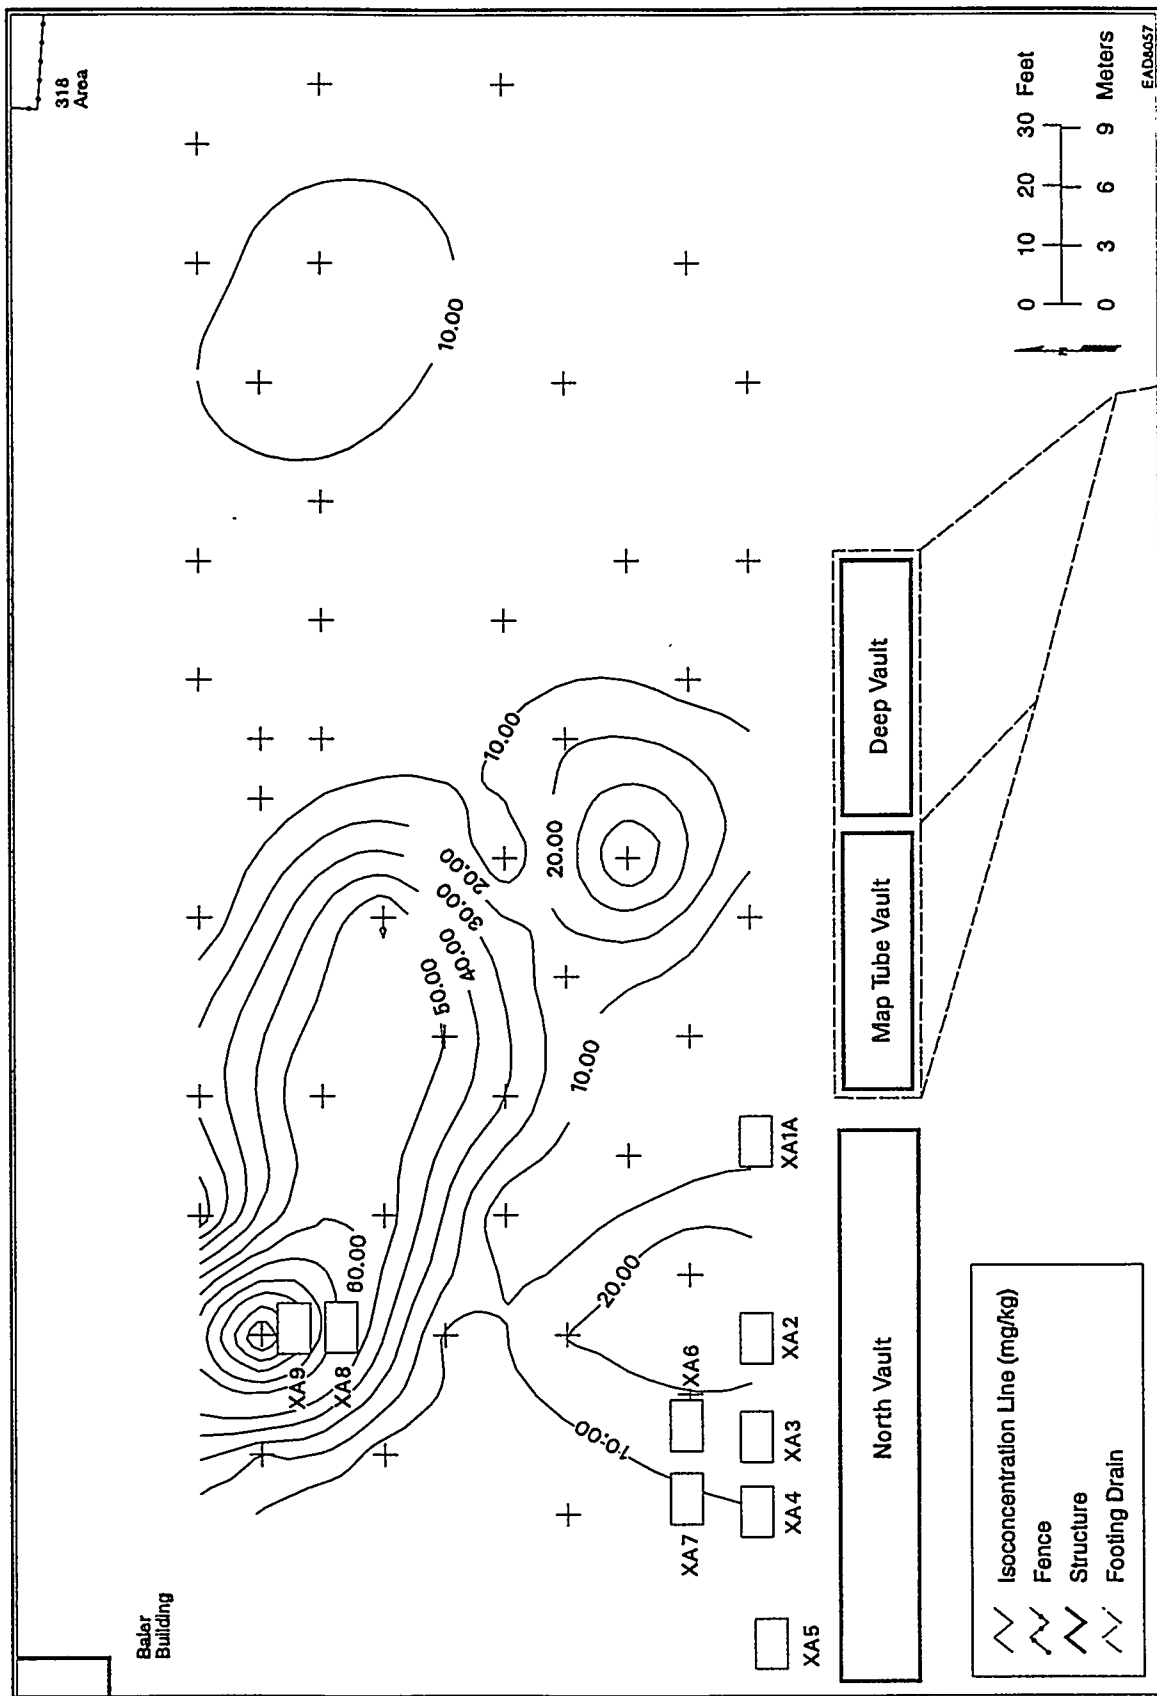 Baler
Building
318
Area
XA9
XA8
60.00
50.00
40.00
30.00
20.00
10.00
10.00
20.00
10.00
20.00
10.00
XA7
XA6
XA5
XA4
XA3
XA2
XA1A
North Vault
Map Tube Vault
Deep Vault
Isoconcentration Line (mg/kg)
Fence
Structure
Footing Drain
0 10 20 30 Feet
0 3 6 9 Meters
EAD8057